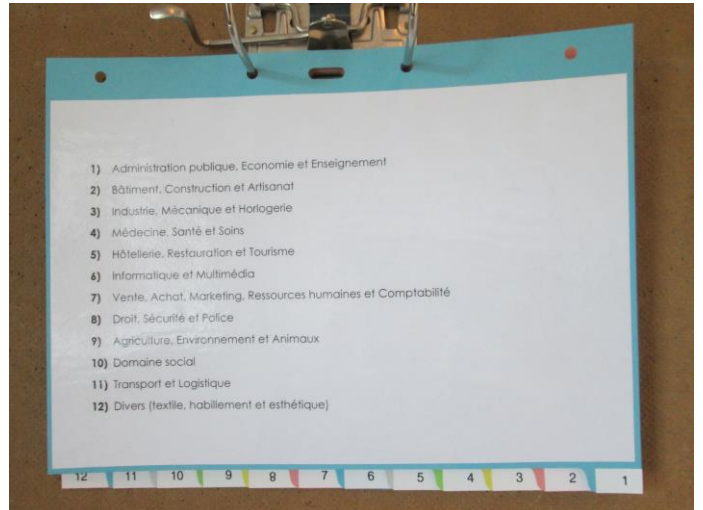 1) Administration publique, Economie et Enseignement
2) Bâtiment, Construction et Artisanat
3) Industrie, Mécanique et Horlogerie
4) Médecine, Santé et Soins
5) Hôtellerie, Restauration et Tourisme
6) Informatique et Multimédia
7) Vente, Achat, Marketing, Ressources humaines et Comptabilité
8) Droit, Sécurité et Police
9) Agriculture, Environnement et Animaux
10) Domaine social
11) Transport et Logistique
12) Divers (textile, habillement et esthétique)
12 11 10 9 8 7 6 5 4 3 2 1